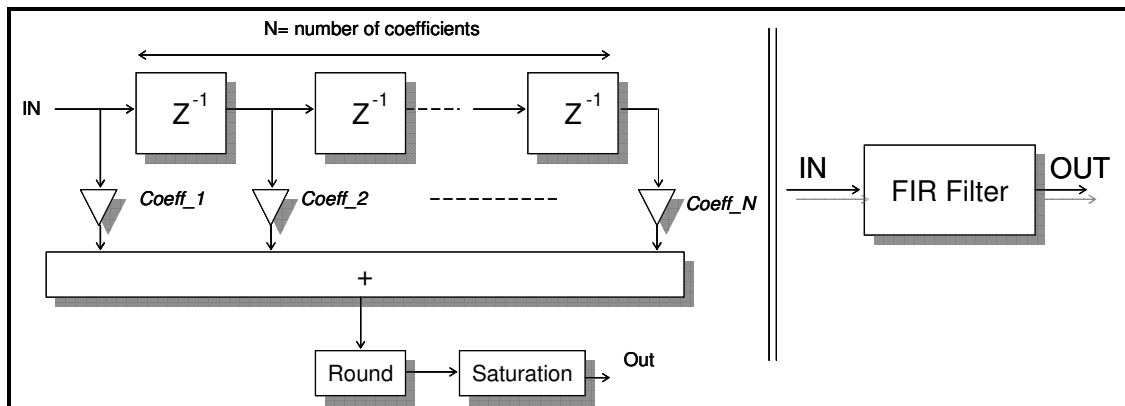 N= number of coefficients
IN
Z⁻¹
Z⁻¹
Z⁻¹
Coeff_1
Coeff_2
Coeff_N
+
Round
Saturation
Out
IN
FIR Filter
OUT